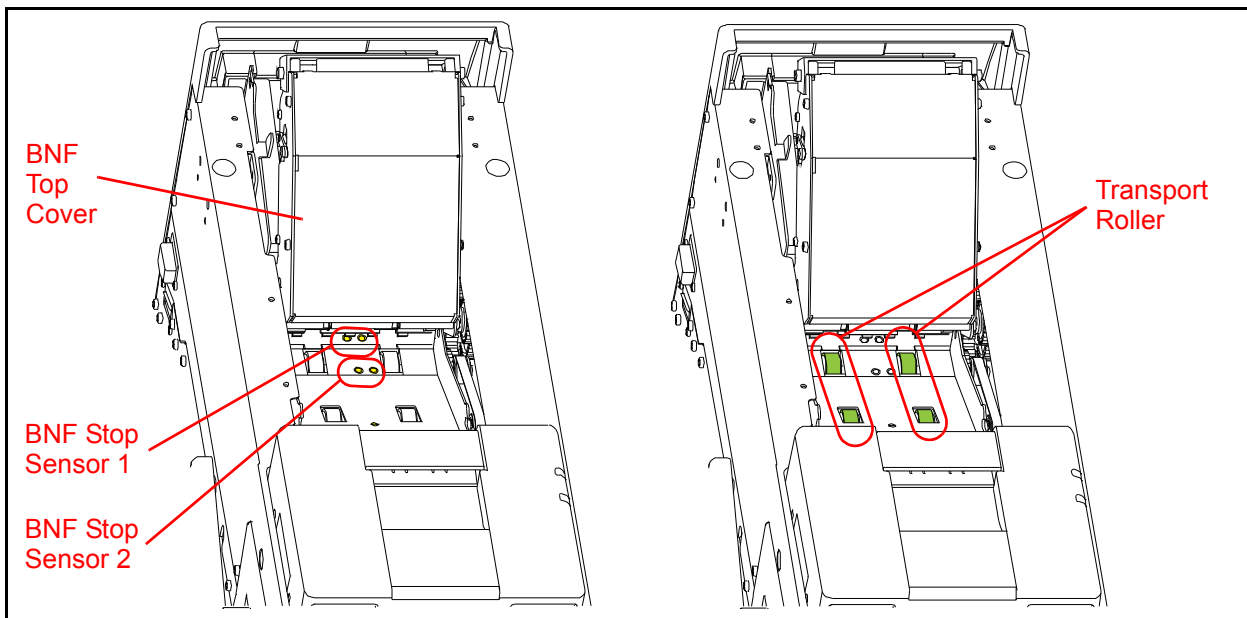 BNF
Top
Cover
BNF Stop
Sensor 1
BNF Stop
Sensor 2
Transport
Roller